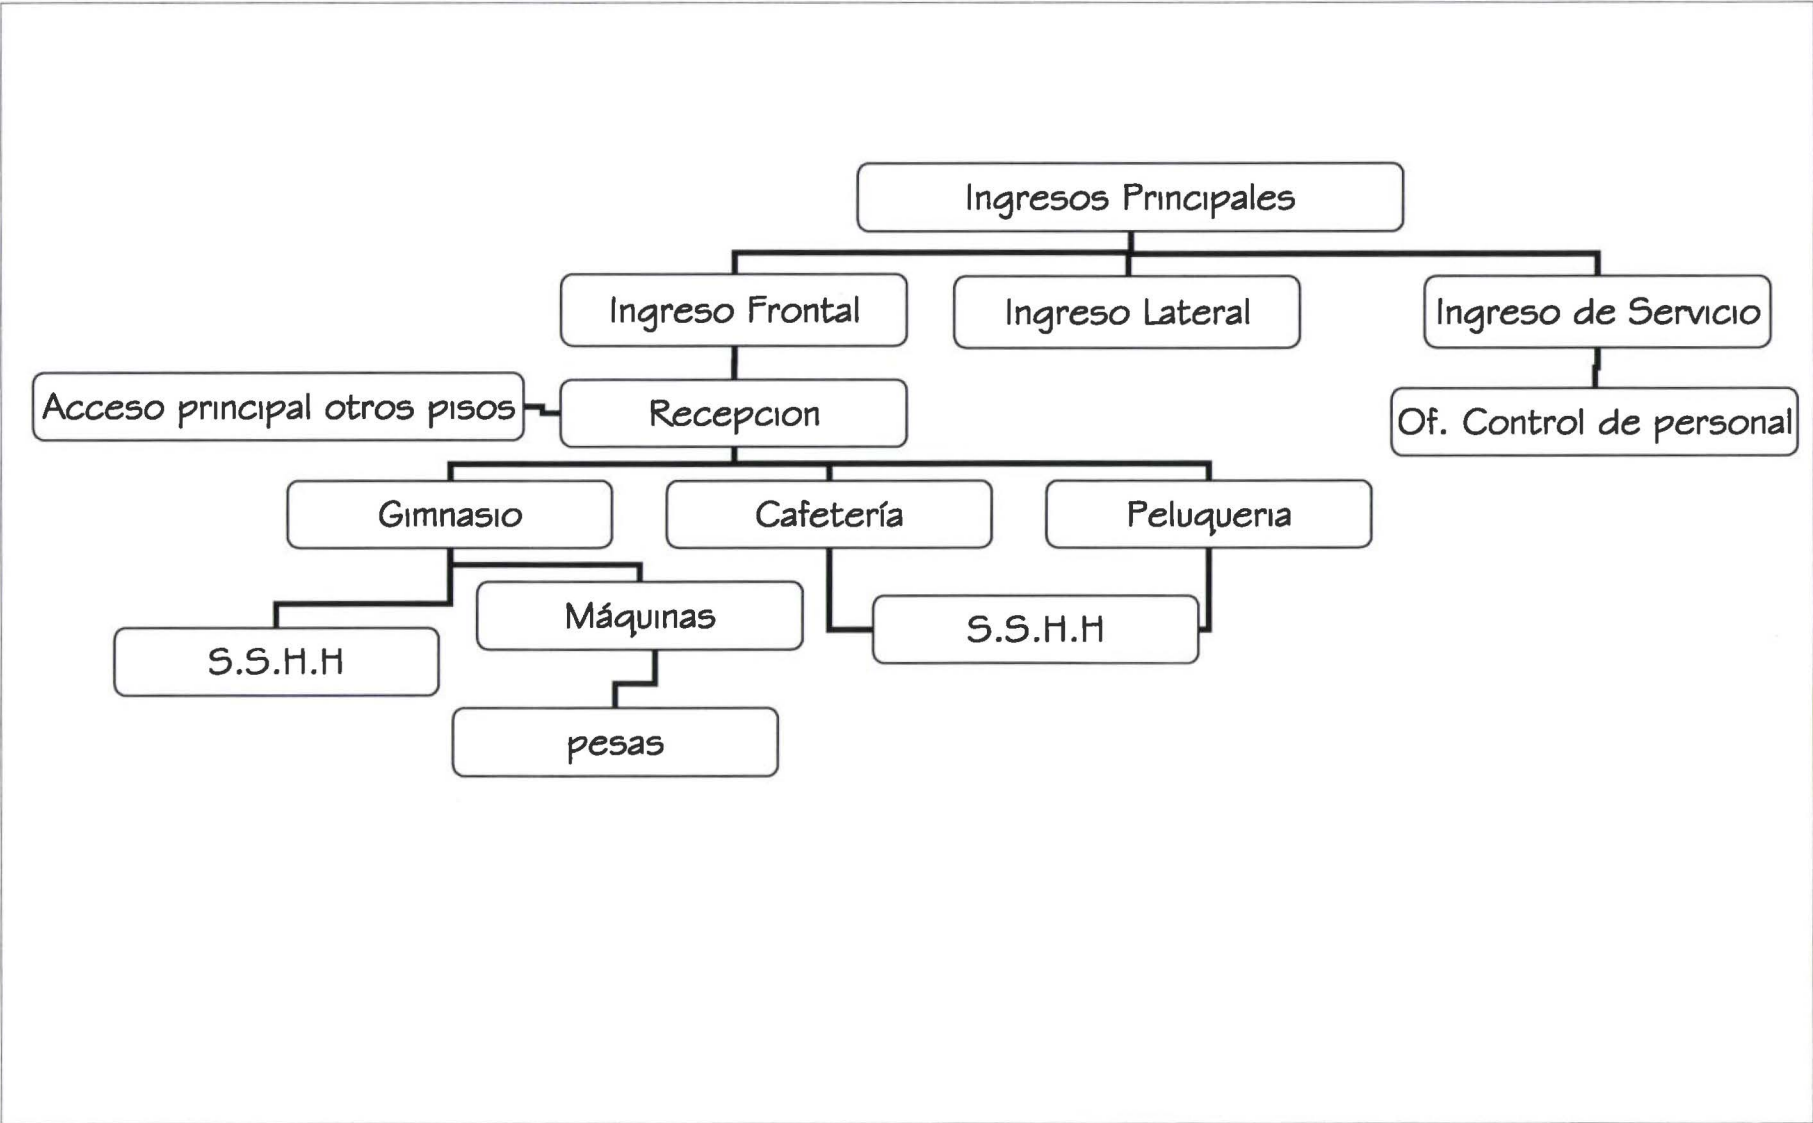 Ingresos Principales
Ingreso Frontal
Ingreso Lateral
Ingreso de Servicio
Acceso principal otros pisos
Recepcion
Of. Control de personal
Gimnasio
Cafetería
Peluqueria
Máquinas
S.S.H.H
S.S.H.H
pesas